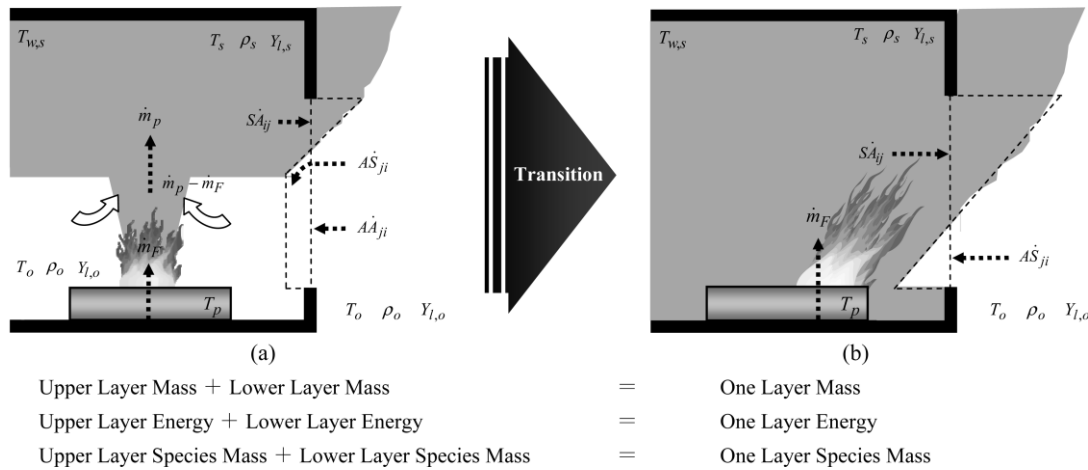 T_{w,s} T_s ρ_s Y_{l,s}
ṁ_p
SȦ_{ij}
AṠ_{ji}
ṁ_p − ṁ_F
AȦ_{ji}
ṁ_F
T_o ρ_o Y_{l,o}
T_p
T_o ρ_o Y_{l,o}
(a)
Transition
T_{w,s} T_s ρ_s Y_{l,s}
SȦ_{ij}
ṁ_F
AṠ_{ji}
T_p
T_o ρ_o Y_{l,o}
(b)
Upper Layer Mass + Lower Layer Mass = One Layer Mass
Upper Layer Energy + Lower Layer Energy = One Layer Energy
Upper Layer Species Mass + Lower Layer Species Mass = One Layer Species Mass